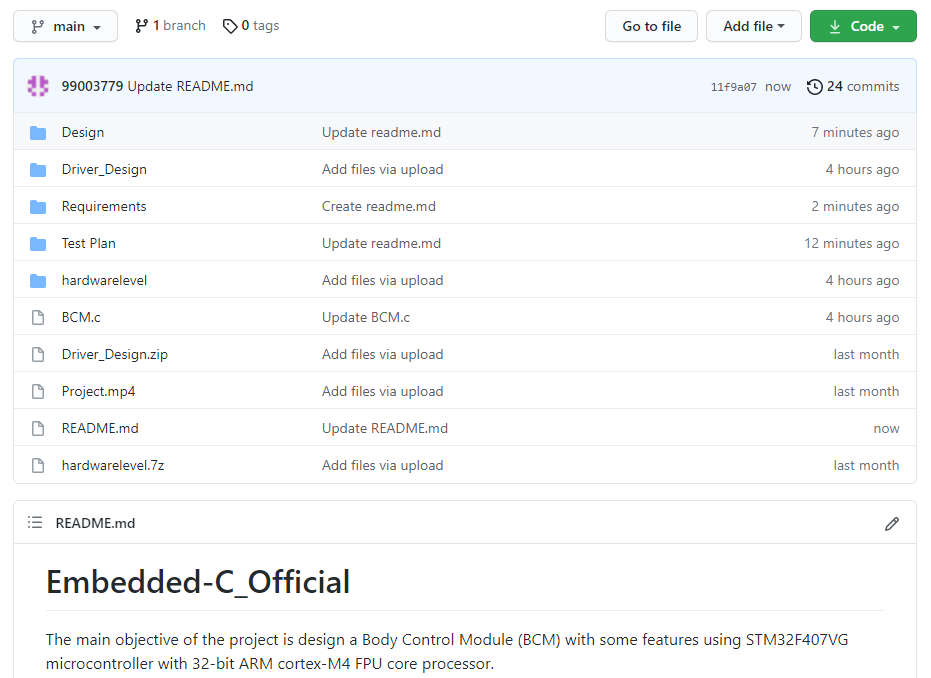 main 1 branch 0 tags Go to file Add file Code
99003779 Update README.md 11f9a07 now 24 commits
Design Update readme.md 7 minutes ago
Driver_Design Add files via upload 4 hours ago
Requirements Create readme.md 2 minutes ago
Test Plan Update readme.md 12 minutes ago
hardwarelevel Add files via upload 4 hours ago
BCM.c Update BCM.c 4 hours ago
Driver_Design.zip Add files via upload last month
Project.mp4 Add files via upload last month
README.md Update README.md now
hardwarelevel.7z Add files via upload last month
README.md
Embedded-C_Official
The main objective of the project is design a Body Control Module (BCM) with some features using STM32F407VG
microcontroller with 32-bit ARM cortex-M4 FPU core processor.